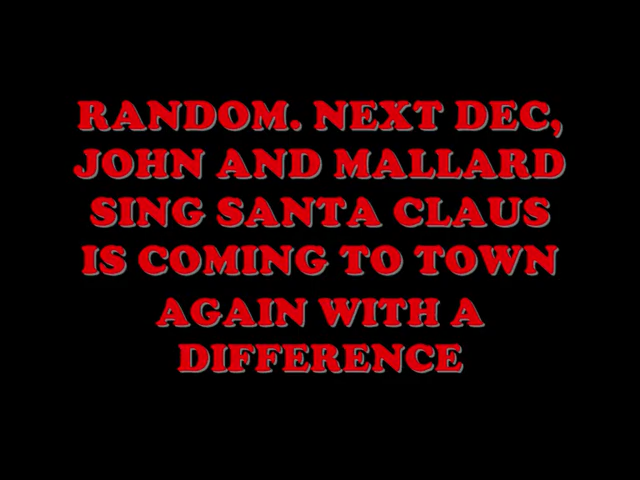 RANDOM. NEXT DEC,
JOHN AND MALLARD
SING SANTA CLAUS
IS COMING TO TOWN
AGAIN WITH A
DIFFERENCE